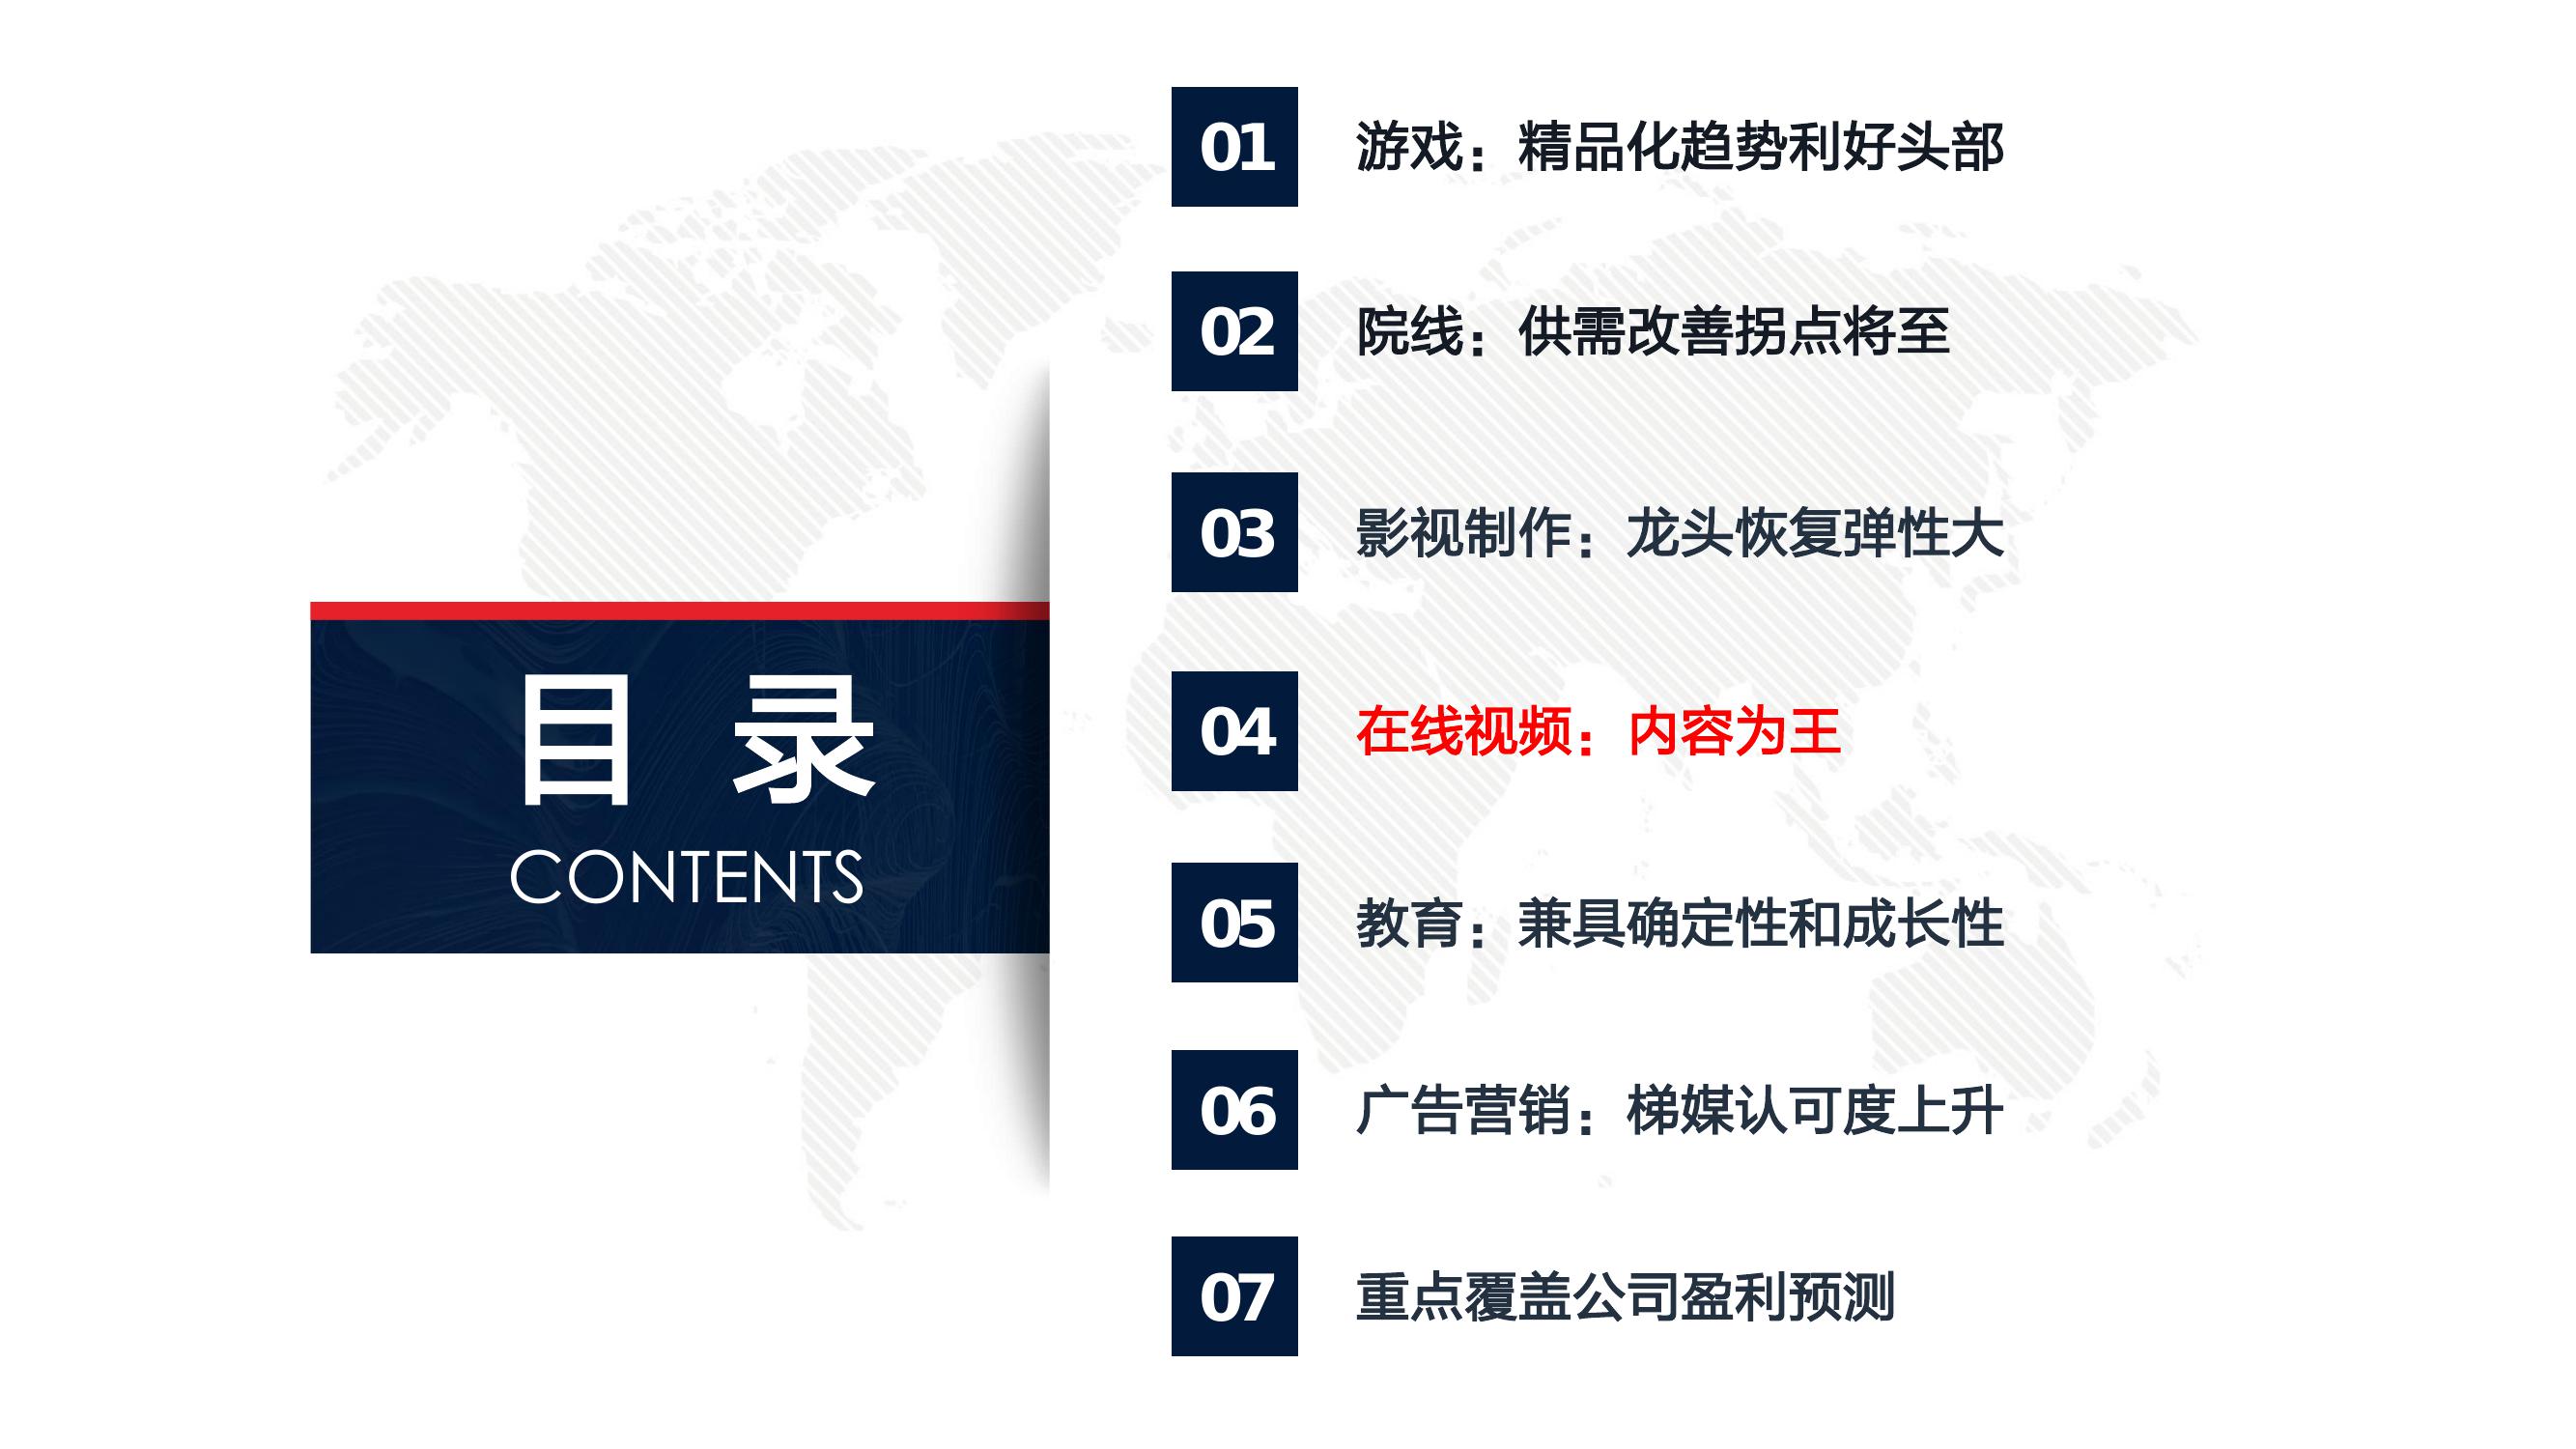 目 录
CONTENTS
01 游戏：精品化趋势利好头部
02 院线：供需改善拐点将至
03 影视制作：龙头恢复弹性大
04 在线视频：内容为王
05 教育：兼具确定性和成长性
06 广告营销：梯媒认可度上升
07 重点覆盖公司盈利预测